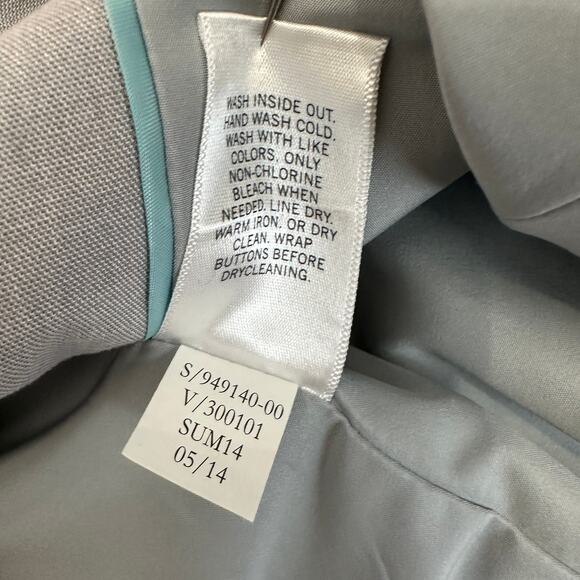 WASH INSIDE OUT.
HAND WASH COLD.
WASH WITH LIKE
COLORS. ONLY
NON-CHLORINE
BLEACH WHEN
NEEDED. LINE DRY.
WARM IRON. OR DRY
CLEAN. WRAP
BUTTONS BEFORE
DRYCLEANING.
S/949140-00
V/300101
SUM14
05/14